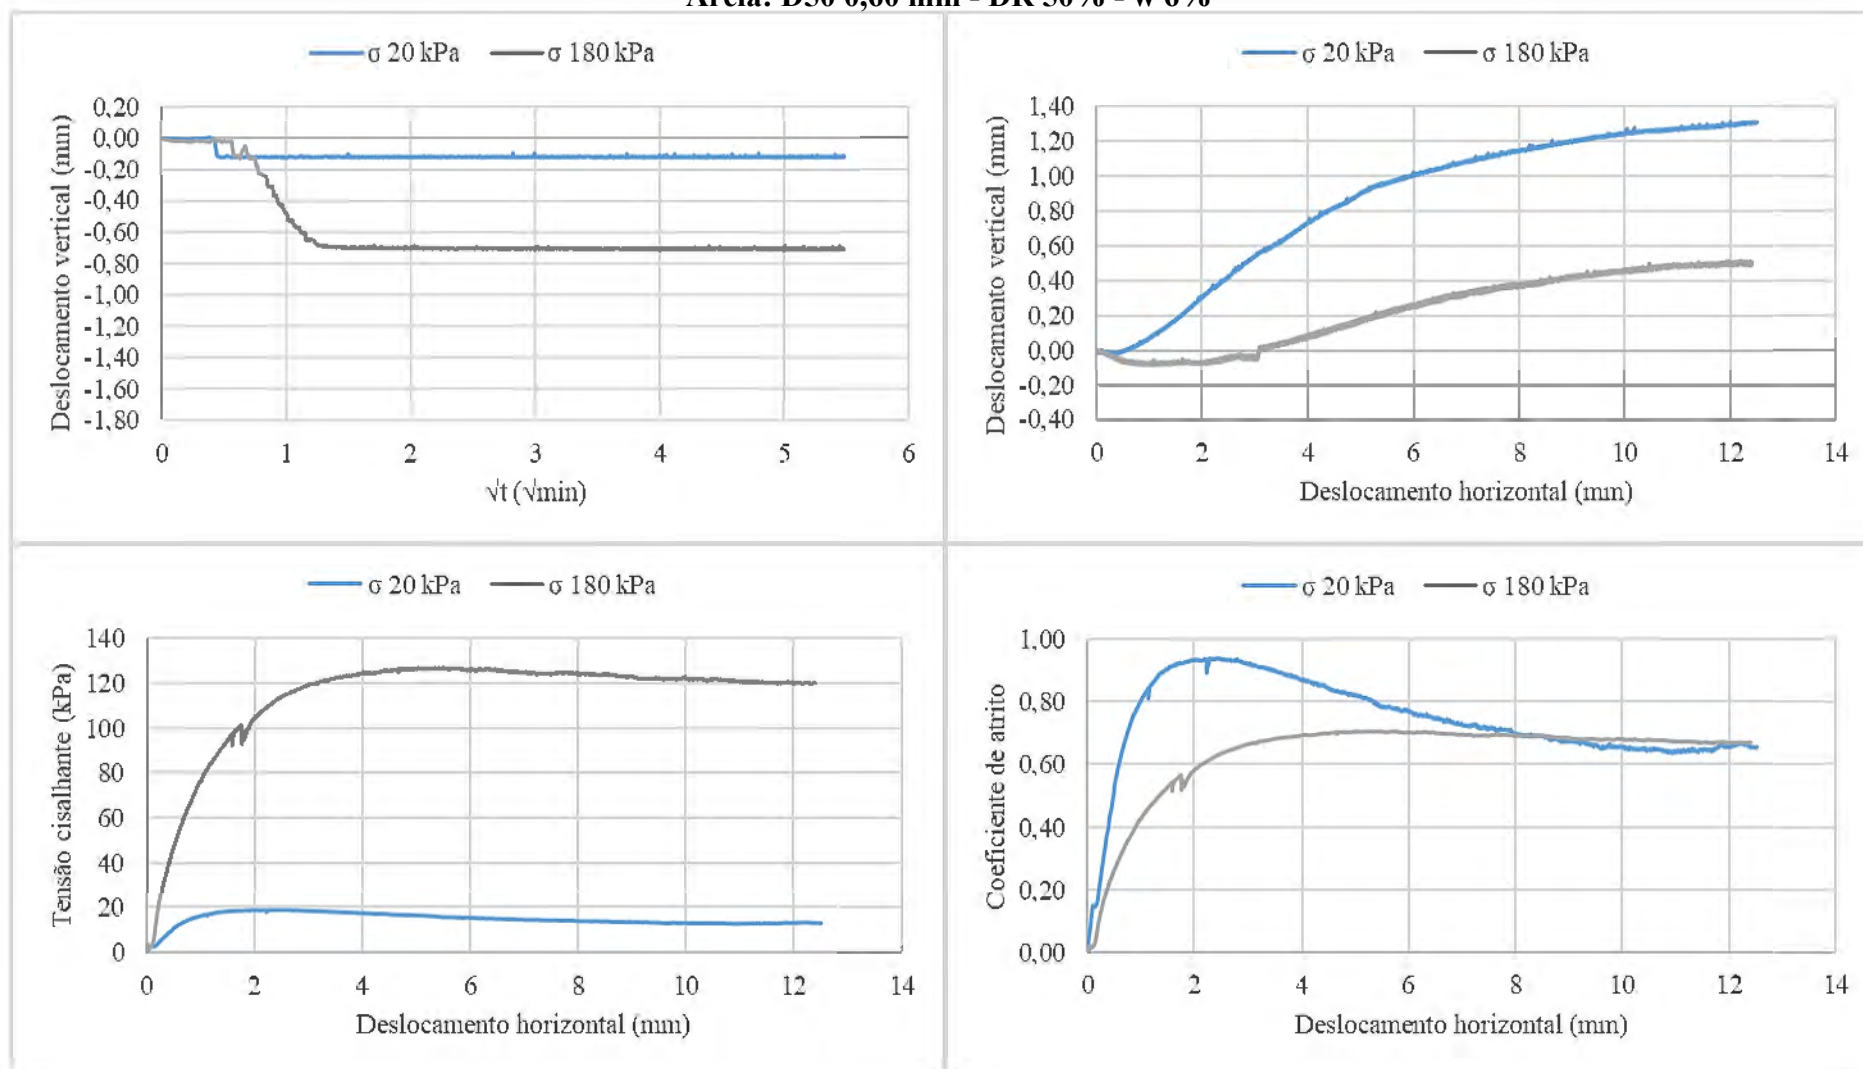 σ 20 kPa σ 180 kPa
Deslocamento vertical (mm)
0,20
0,00
-0,20
-0,40
-0,60
-0,80
-1,00
-1,20
-1,40
-1,60
-1,80
0 1 2 3 4 5 6
√t (√min)
σ 20 kPa σ 180 kPa
Deslocamento vertical (mm)
1,40
1,20
1,00
0,80
0,60
0,40
0,20
0,00
-0,20
-0,40
0 2 4 6 8 10 12 14
Deslocamento horizontal (mm)
σ 20 kPa σ 180 kPa
Tensão cisalhante (kPa)
140
120
100
80
60
40
20
0
0 2 4 6 8 10 12 14
Deslocamento horizontal (mm)
σ 20 kPa σ 180 kPa
Coeficiente de atrito
1,00
0,80
0,60
0,40
0,20
0,00
0 2 4 6 8 10 12 14
Deslocamento horizontal (mm)